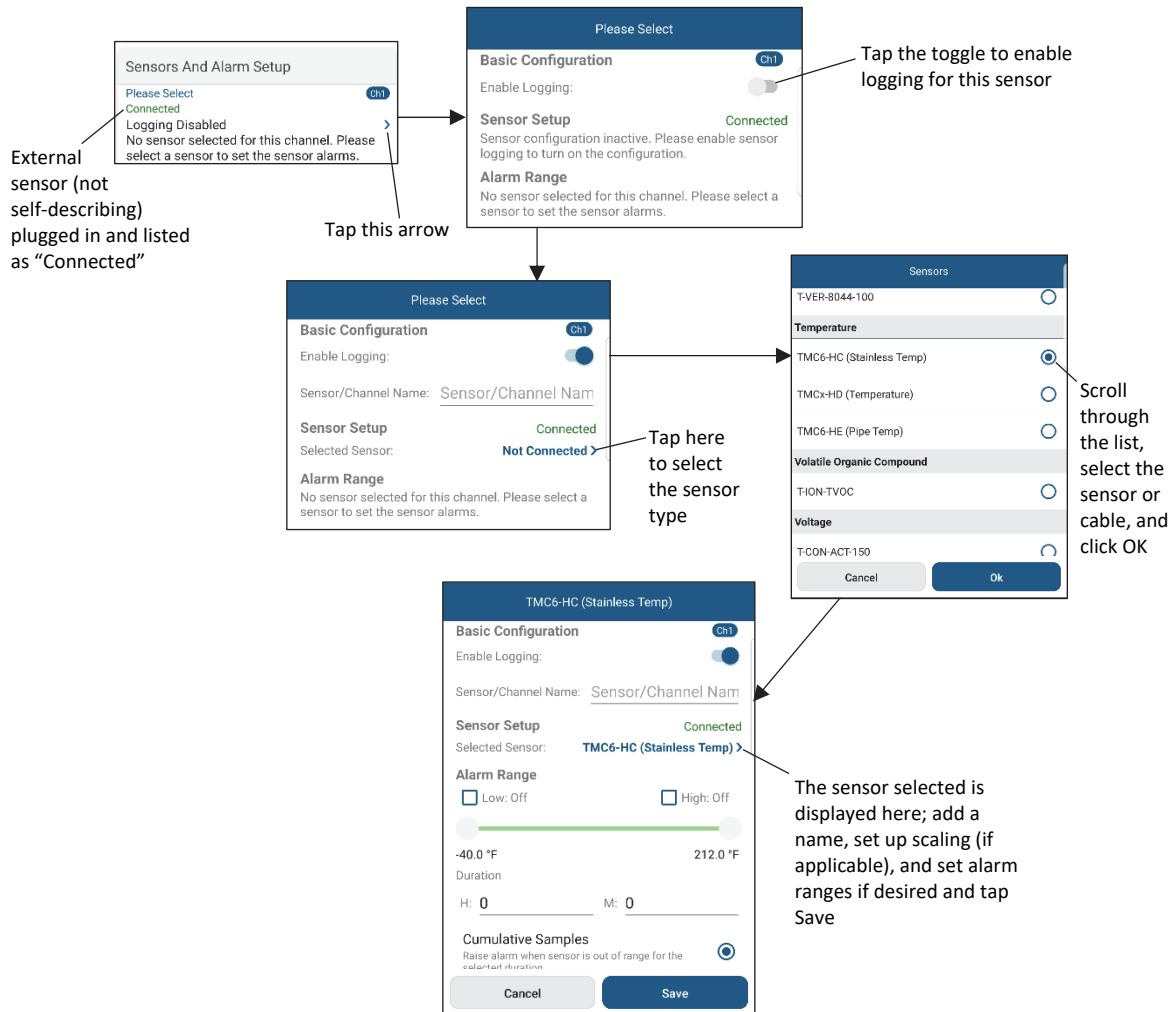 Sensors And Alarm Setup
Please Select
Ch1
Connected
Logging Disabled
No sensor selected for this channel. Please
select a sensor to set the sensor alarms.
External
sensor (not
self-describing)
plugged in and listed
as “Connected”
Tap this arrow
Please Select
Basic Configuration
Ch1
Enable Logging:
Sensor Setup
Connected
Sensor configuration inactive. Please enable sensor
logging to turn on the configuration.
Alarm Range
No sensor selected for this channel. Please select a
sensor to set the sensor alarms.
Tap the toggle to enable
logging for this sensor
Please Select
Basic Configuration
Ch1
Enable Logging:
Sensor/Channel Name: Sensor/Channel Nam
Sensor Setup
Connected
Selected Sensor:
Not Connected >
Alarm Range
No sensor selected for this channel. Please select a
sensor to set the sensor alarms.
Tap here
to select
the sensor
type
Sensors
T-VER-8044-100
Temperature
TMC6-HC (Stainless Temp)
TMCx-HD (Temperature)
TMC6-HE (Pipe Temp)
Volatile Organic Compound
T-ION-TVOC
Voltage
T-CON-ACT-150
Cancel
Ok
Scroll
through
the list,
select the
sensor or
cable, and
click OK
TMC6-HC (Stainless Temp)
Basic Configuration
Ch1
Enable Logging:
Sensor/Channel Name: Sensor/Channel Nam
Sensor Setup
Connected
Selected Sensor:
TMC6-HC (Stainless Temp) >
Alarm Range
Low: Off
High: Off
-40.0 °F
212.0 °F
Duration
H: 0
M: 0
Cumulative Samples
Raise alarm when sensor is out of range for the
selected duration
Cancel
Save
The sensor selected is
displayed here; add a
name, set up scaling (if
applicable), and set alarm
ranges if desired and tap
Save